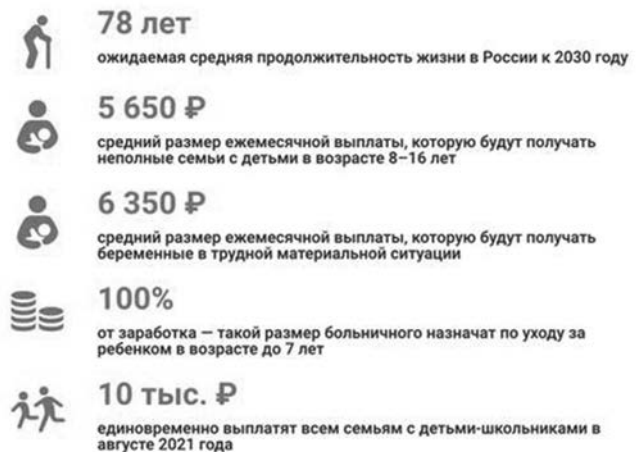 78 лет
ожидаемая средняя продолжительность жизни в России к 2030 году
5 650 ₽
средний размер ежемесячной выплаты, которую будут получать
неполные семьи с детьми в возрасте 8–16 лет
6 350 ₽
средний размер ежемесячной выплаты, которую будут получать
беременные в трудной материальной ситуации
100%
от заработка — такой размер больничного назначат по уходу за
ребенком в возрасте до 7 лет
10 тыс. ₽
единовременно выплатят всем семьям с детьми-школьниками в
августе 2021 года